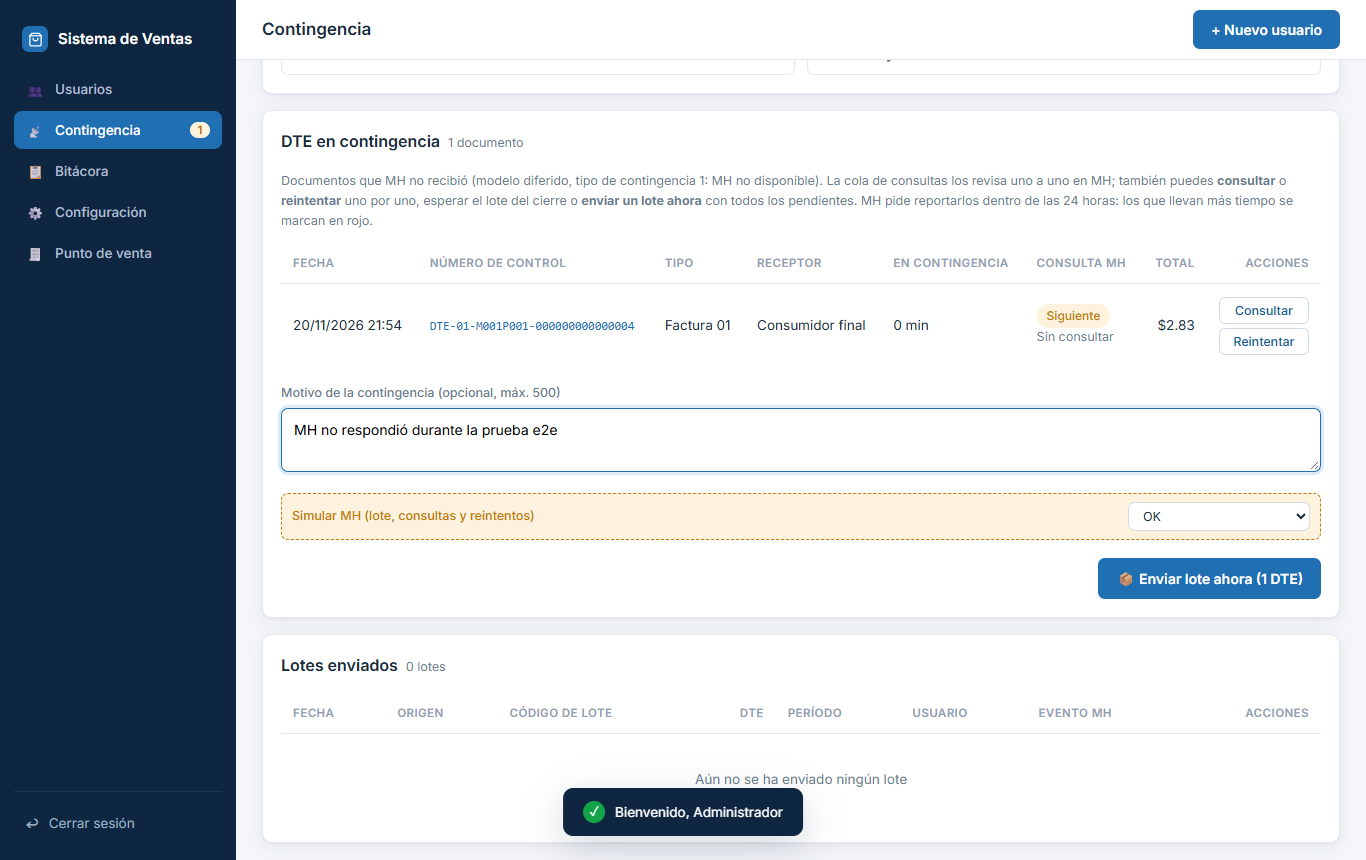 Sistema de Ventas
Usuarios
Contingencia 1
Bitácora
Configuración
Punto de venta
Cerrar sesión
Contingencia
+ Nuevo usuario
DTE en contingencia 1 documento
Documentos que MH no recibió (modelo diferido, tipo de contingencia 1: MH no disponible). La cola de consultas los revisa uno a uno en MH; también puedes consultar o
reintentar uno por uno, esperar el lote del cierre o enviar un lote ahora con todos los pendientes. MH pide reportarlos dentro de las 24 horas: los que llevan más tiempo se
marcan en rojo.
FECHA NÚMERO DE CONTROL TIPO RECEPTOR EN CONTINGENCIA CONSULTA MH TOTAL ACCIONES
20/11/2026 21:54 DTE-01-M001P001-000000000000004 Factura 01 Consumidor final 0 min Siguiente $2.83 Consultar
Sin consultar Reintentar
Motivo de la contingencia (opcional, máx. 500)
MH no respondió durante la prueba e2e
Simular MH (lote, consultas y reintentos) OK
Enviar lote ahora (1 DTE)
Lotes enviados 0 lotes
FECHA ORIGEN CÓDIGO DE LOTE DTE PERÍODO USUARIO EVENTO MH ACCIONES
Aún no se ha enviado ningún lote
Bienvenido, Administrador